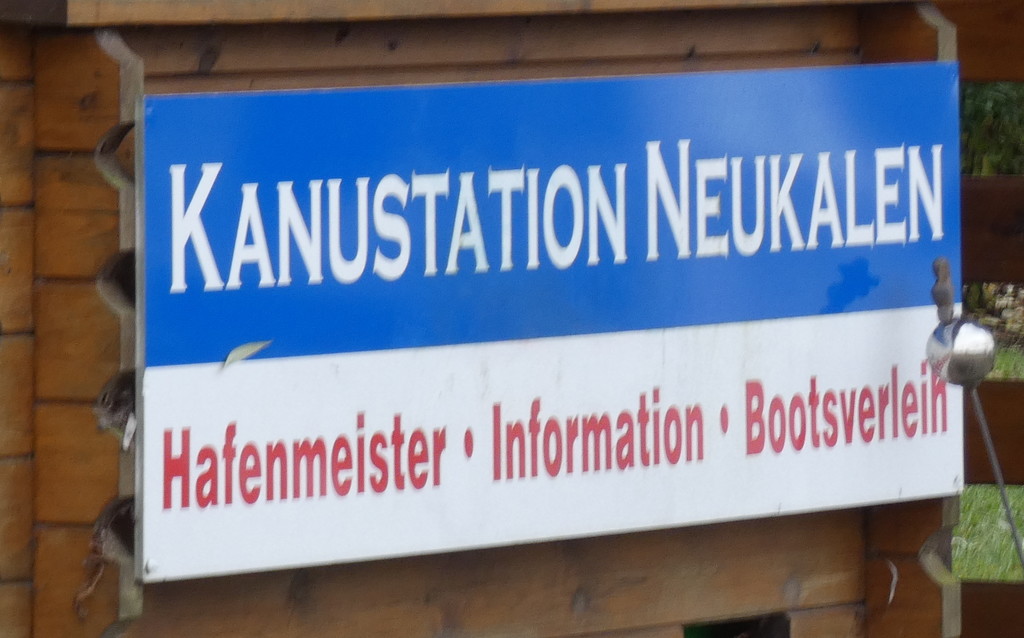 KANUSTATION NEUKALEN
Hafenmeister · Information · Bootsverleih